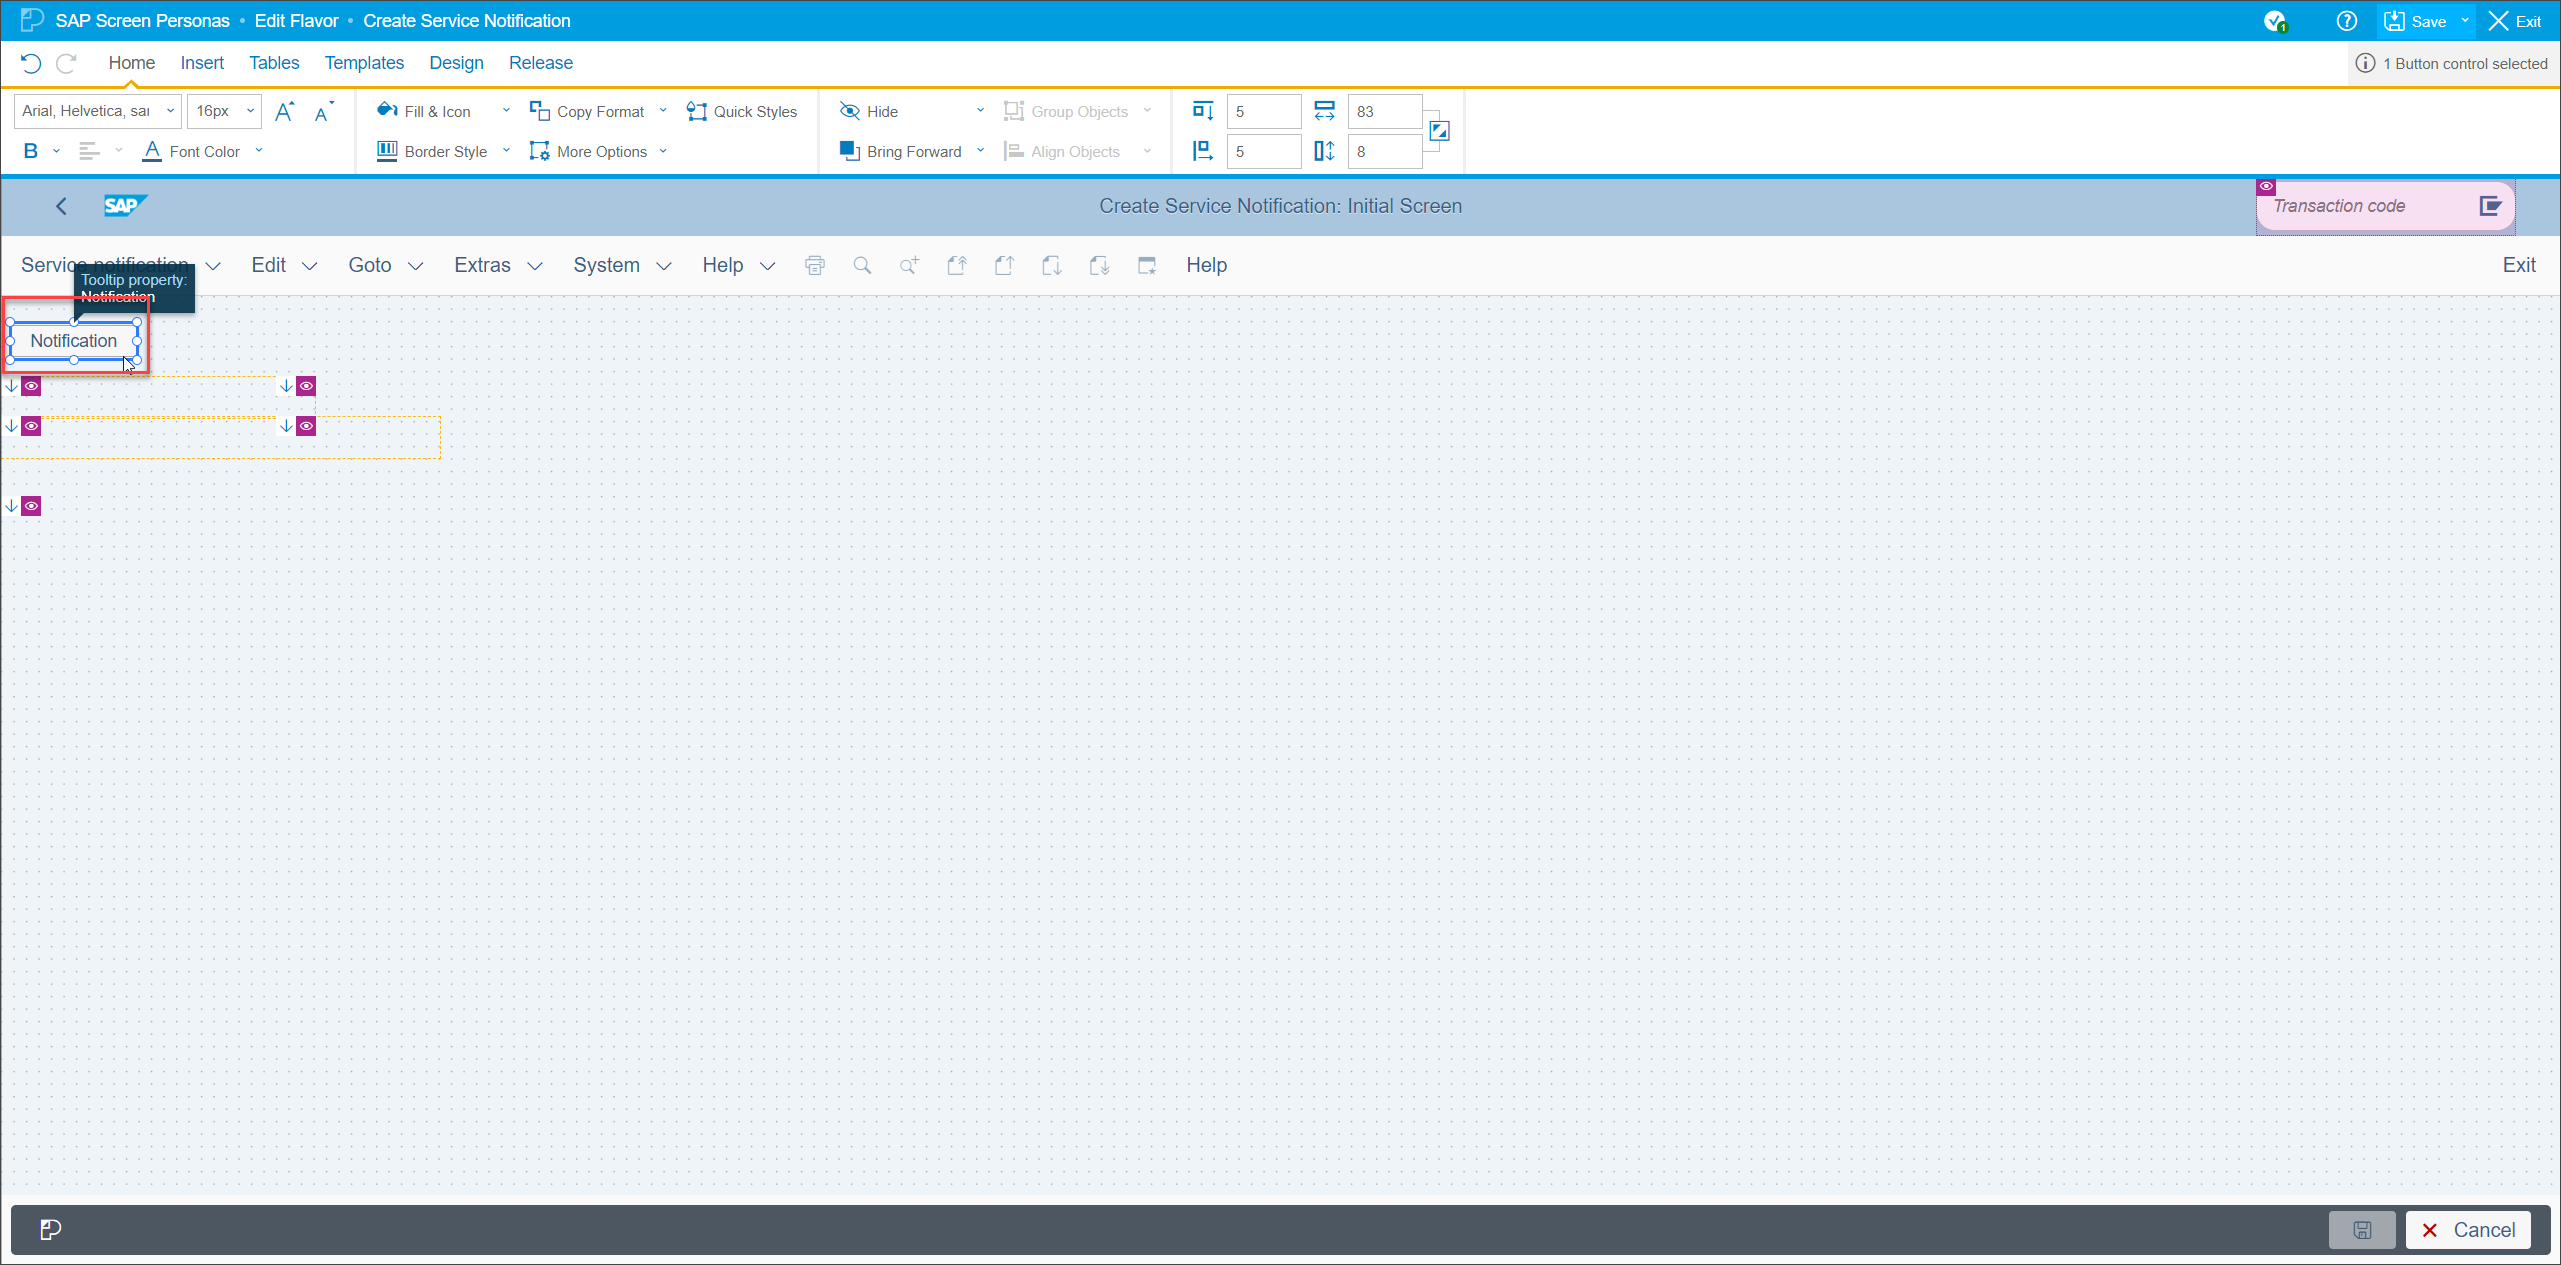 SAP Screen Personas • Edit Flavor • Create Service Notification
1
Save
Exit
Home
Insert
Tables
Templates
Design
Release
1 Button control selected
Arial, Helvetica, sai
16px
Fill & Icon
Copy Format
Quick Styles
Hide
Group Objects
5
83
B
Font Color
Border Style
More Options
Bring Forward
Align Objects
5
8
SAP
Create Service Notification: Initial Screen
Transaction code
Service notification
Edit
Goto
Extras
System
Help
Help
Exit
Tooltip property:
Notification
Notification
Cancel